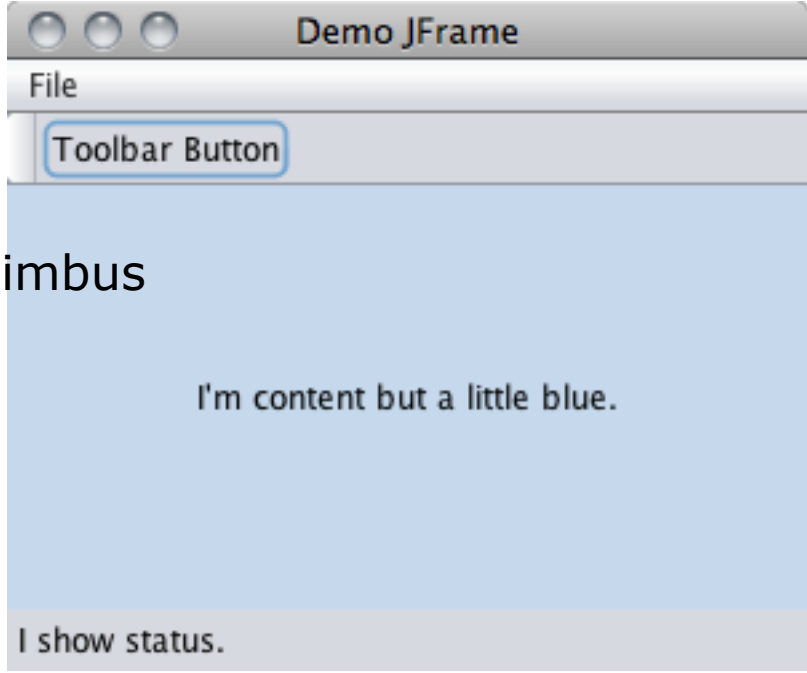 Demo JFrame
File
Toolbar Button
imbus
I'm content but a little blue.
I show status.